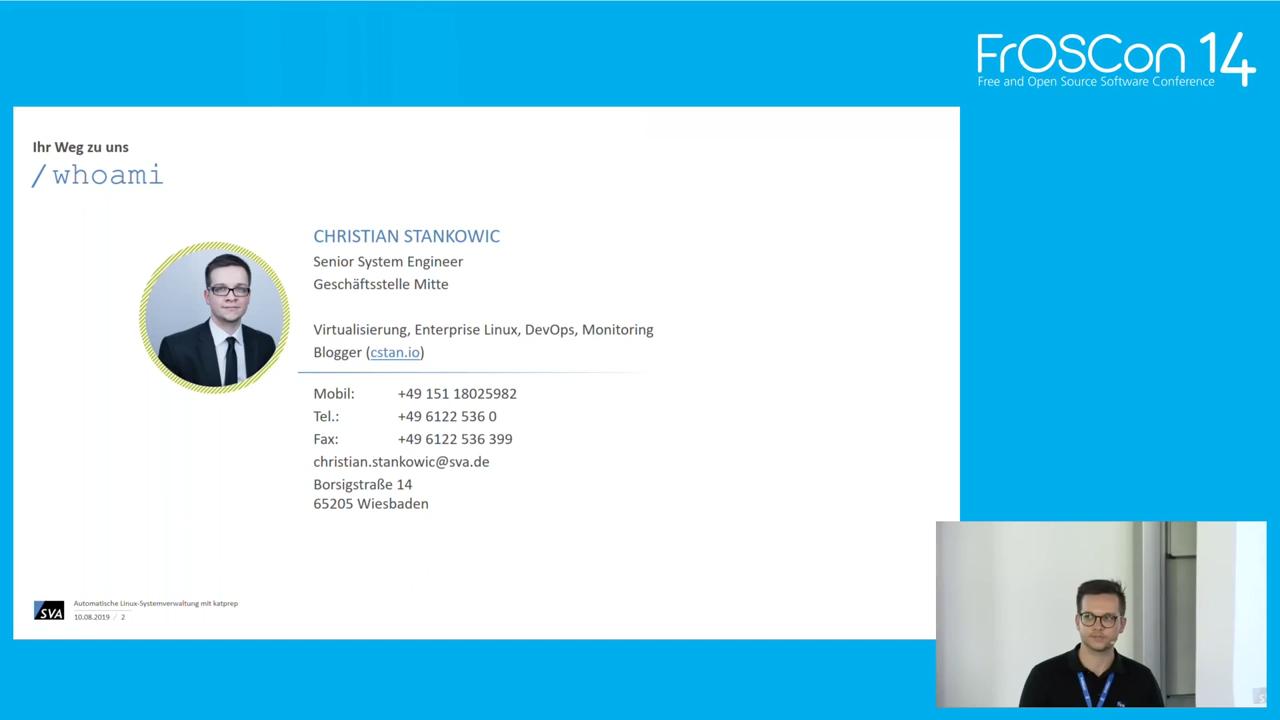 FrOSCon 14
Free and Open Source Software Conference
Ihr Weg zu uns
/whoami
CHRISTIAN STANKOWIC
Senior System Engineer
Geschäftsstelle Mitte
Virtualisierung, Enterprise Linux, DevOps, Monitoring
Blogger (cstan.io)
Mobil: +49 151 18025982
Tel.: +49 6122 536 0
Fax: +49 6122 536 399
christian.stankowic@sva.de
Borsigstraße 14
65205 Wiesbaden
SVA
Automatische Linux-Systemverwaltung mit katprep
10.08.2019 / 2